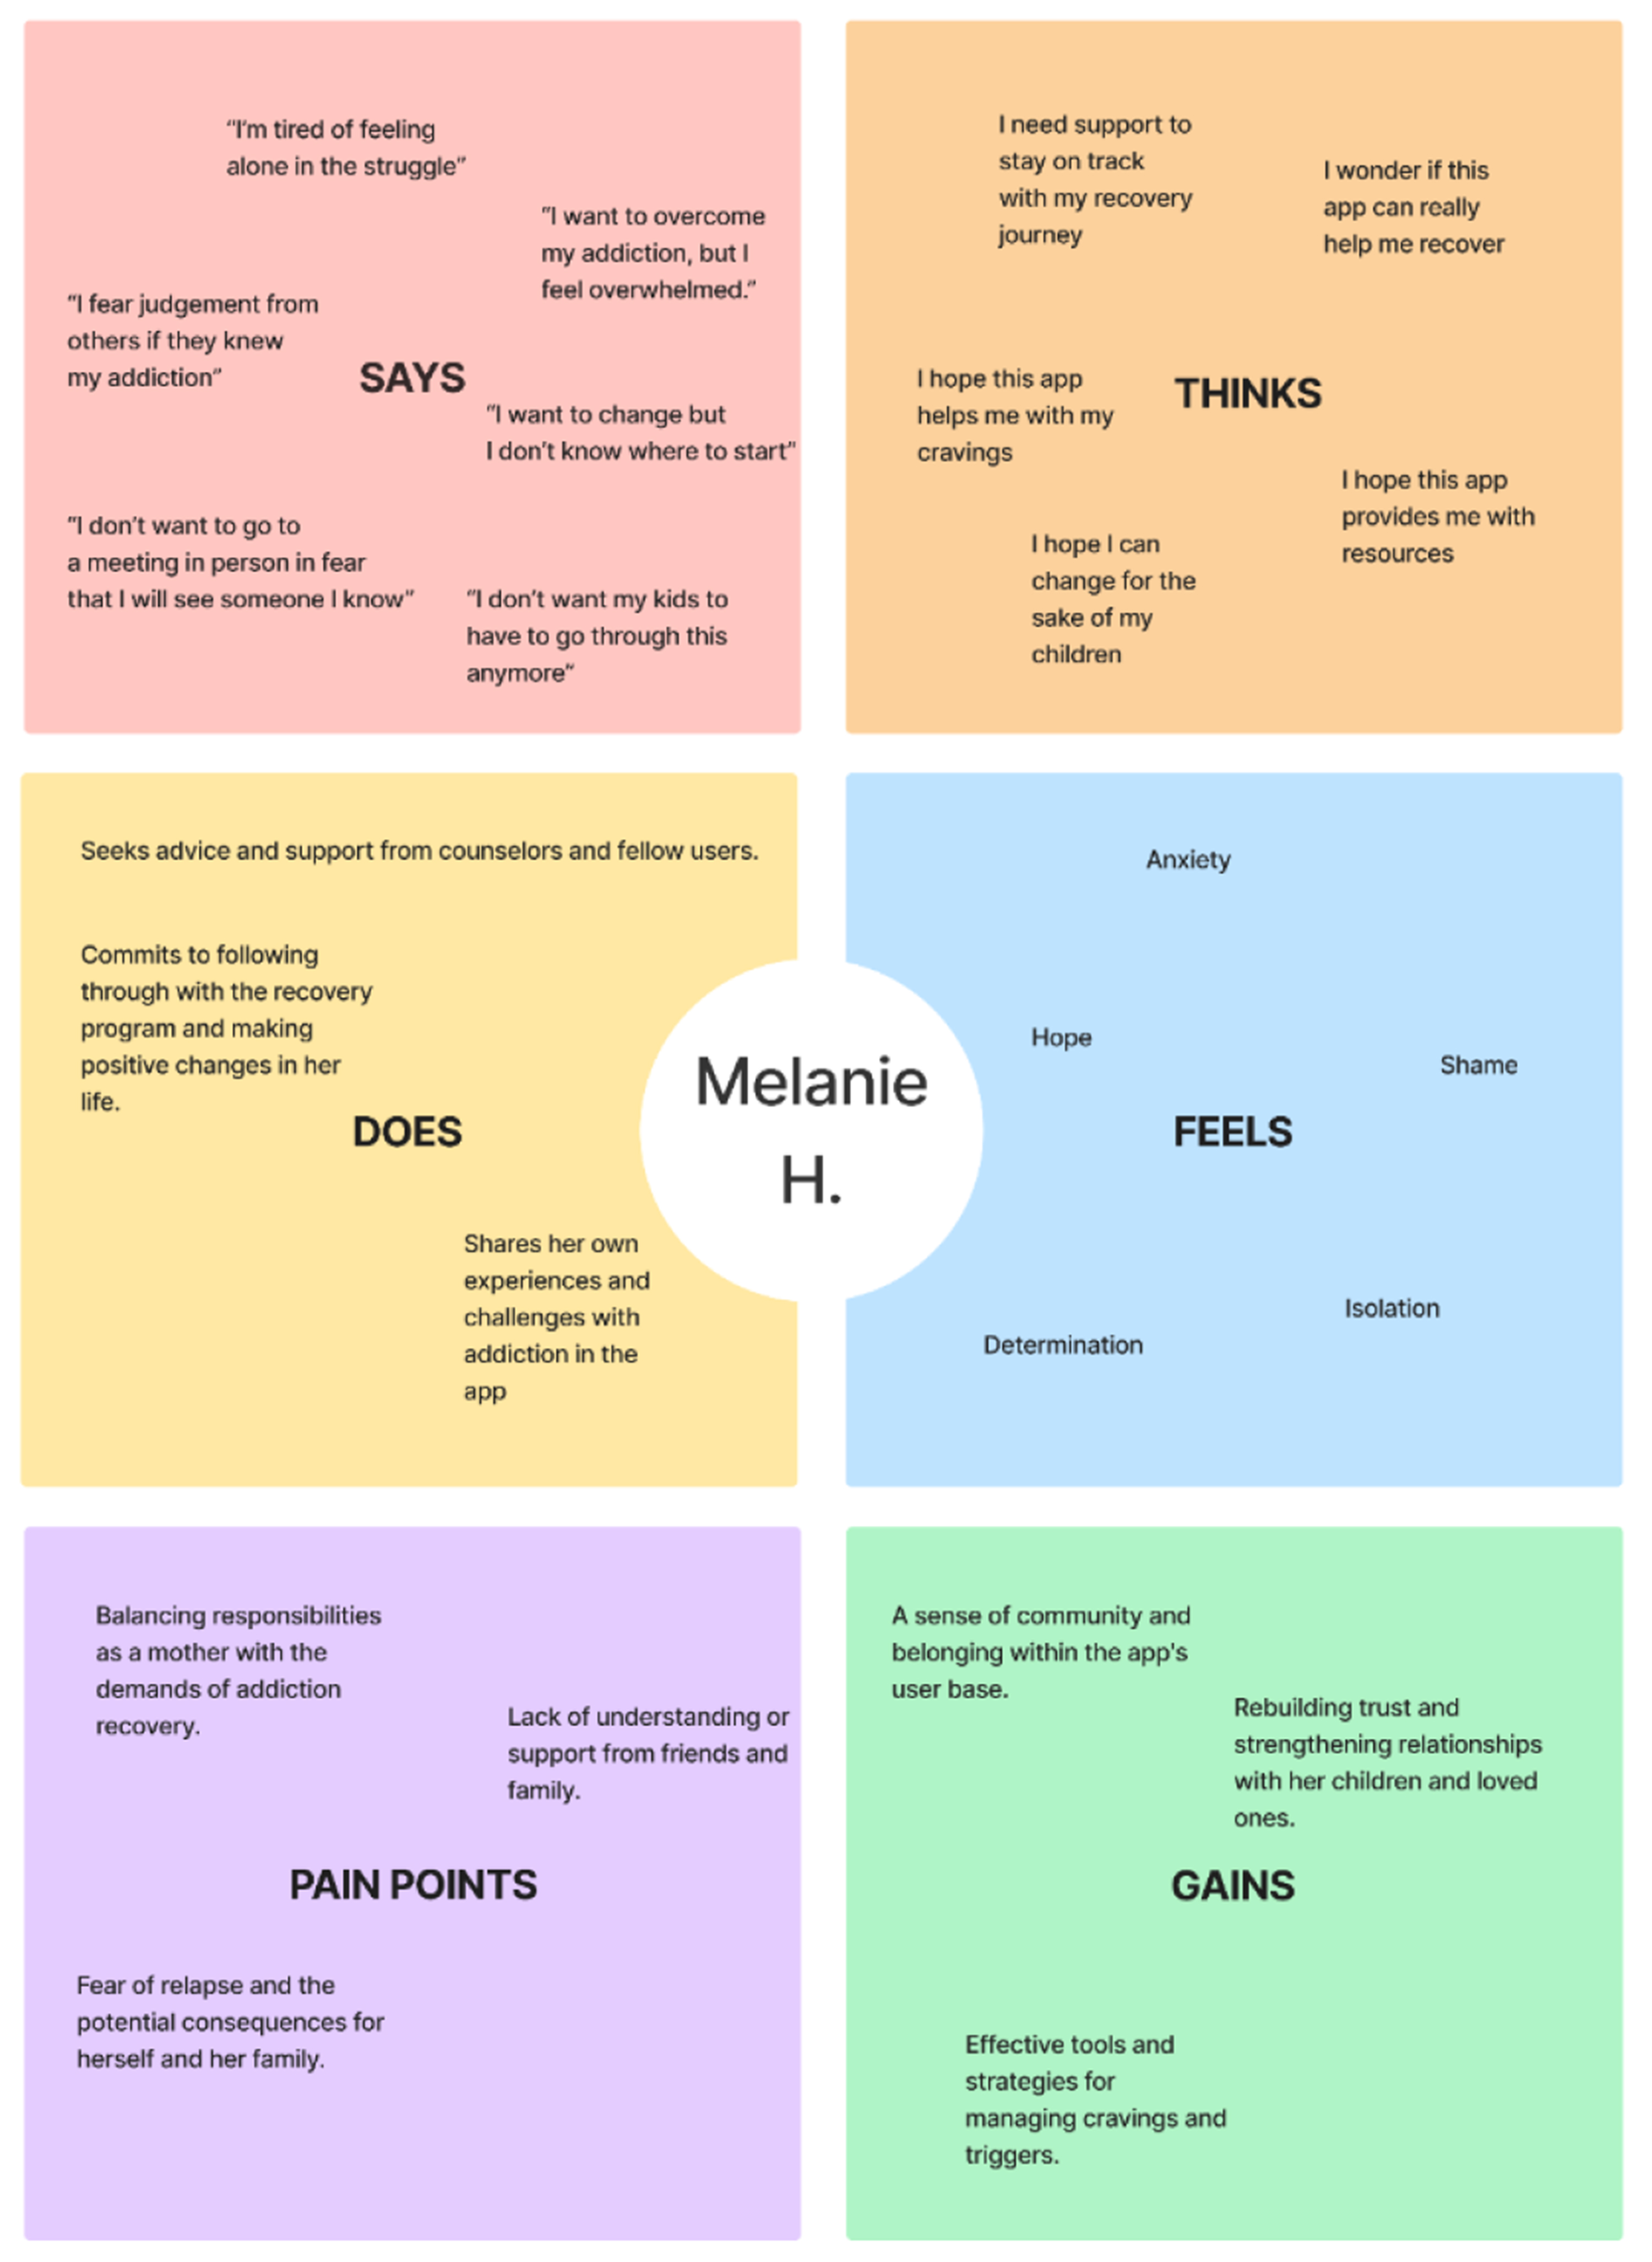 “I’m tired of feeling
alone in the struggle”
“I want to overcome
my addiction, but I
feel overwhelmed.”
“I fear judgement from
others if they knew
my addiction”
SAYS
“I want to change but
I don’t know where to start”
“I don’t want to go to
a meeting in person in fear
that I will see someone I know”
“I don’t want my kids to
have to go through this
anymore”
I need support to
stay on track
with my recovery
journey
I wonder if this
app can really
help me recover
I hope this app
helps me with my
cravings
THINKS
I hope this app
provides me with
resources
I hope I can
change for the
sake of my
children
Seeks advice and support from counselors and fellow users.
Commits to following
through with the recovery
program and making
positive changes in her
life.
DOES
Shares her own
experiences and
challenges with
addiction in the
app
Melanie
H.
Anxiety
Hope
Shame
FEELS
Isolation
Determination
Balancing responsibilities
as a mother with the
demands of addiction
recovery.
Lack of understanding or
support from friends and
family.
PAIN POINTS
Fear of relapse and the
potential consequences for
herself and her family.
A sense of community and
belonging within the app's
user base.
Rebuilding trust and
strengthening relationships
with her children and loved
ones.
GAINS
Effective tools and
strategies for
managing cravings and
triggers.